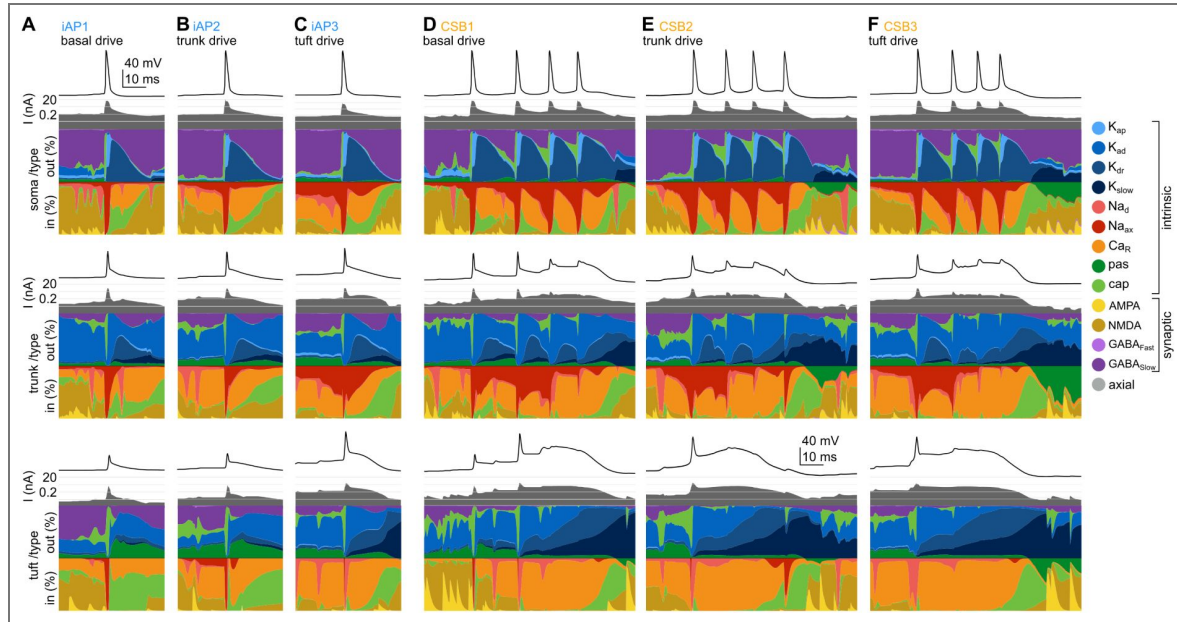 A iAP1
basal drive
B iAP2
trunk drive
C iAP3
tuft drive
D CSB1
basal drive
E CSB2
trunk drive
F CSB3
tuft drive
40 mV
10 ms
I (nA)
20
0.2
soma /type
out (%)
in (%)
I (nA)
20
0.2
trunk /type
out (%)
in (%)
40 mV
10 ms
I (nA)
20
0.2
tuft /type
out (%)
in (%)
Kap
Kad
Kdr
Kslow
Nad
Naax
CaR
pas
cap
AMPA
NMDA
GABAFast
GABASlow
axial
intrinsic
synaptic